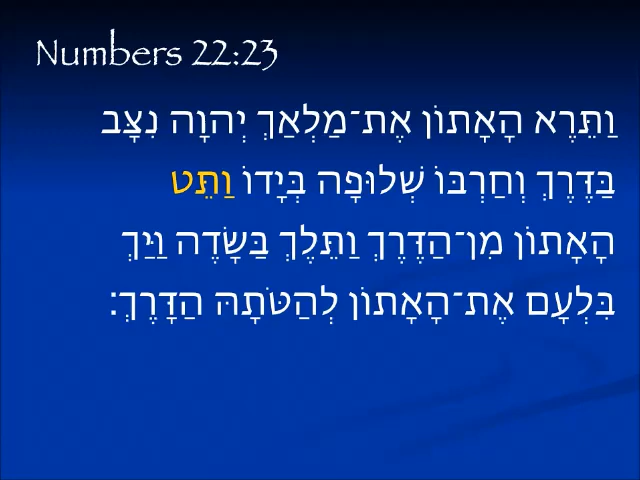 Numbers 22:23
וַתֵּרֶא הָאָתוֹן אֶת־מַלְאַךְ יְהוָה נִצָּב
בַּדֶּרֶךְ וְחַרְבּוֹ שְׁלוּפָה בְּיָדוֹ וַתֵּט
הָאָתוֹן מִן־הַדֶּרֶךְ וַתֵּלֶךְ בַּשָּׂדֶה וַיַּךְ
בִּלְעָם אֶת־הָאָתוֹן לְהַטֹּתָהּ הַדָּרֶךְ׃